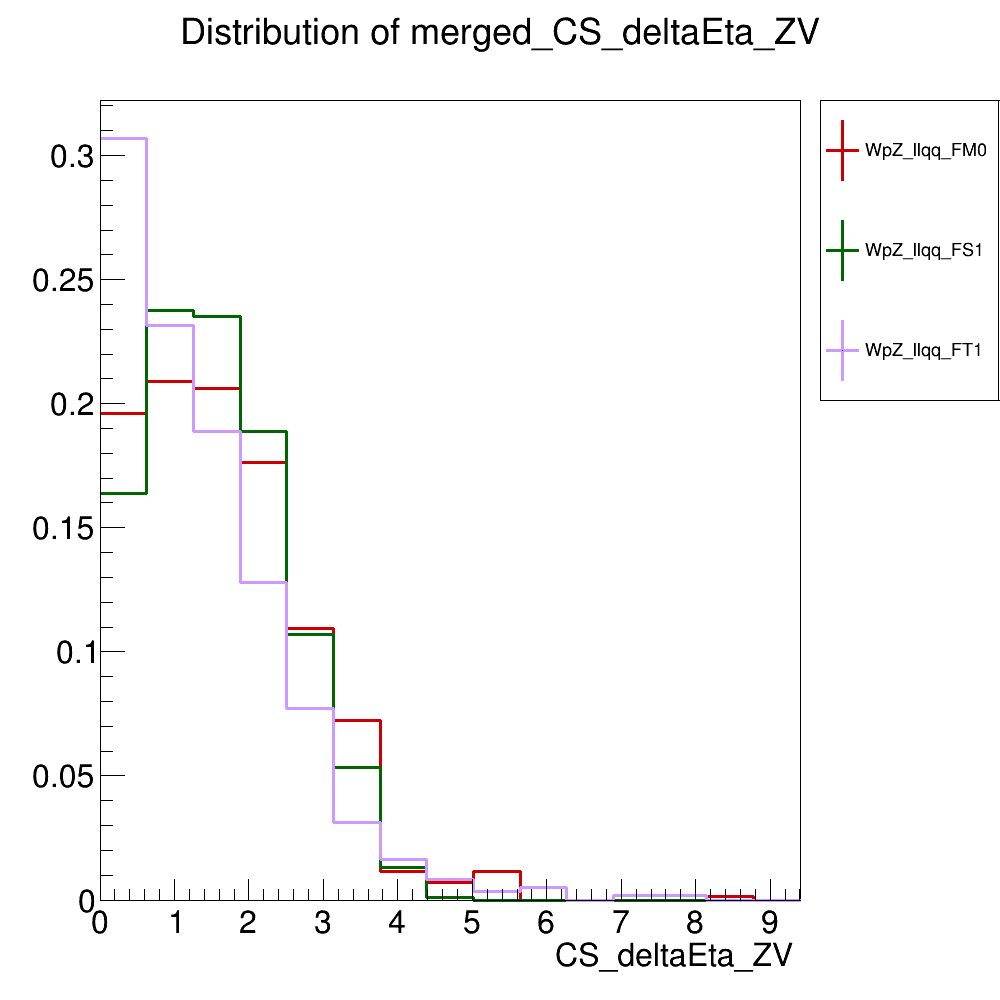 Distribution of merged_CS_deltaEta_ZV
0.3
0.25
0.2
0.15
0.1
0.05
0
0 1 2 3 4 5 6 7 8 9
CS_deltaEta_ZV
WpZ_llqq_FM0
WpZ_llqq_FS1
WpZ_llqq_FT1